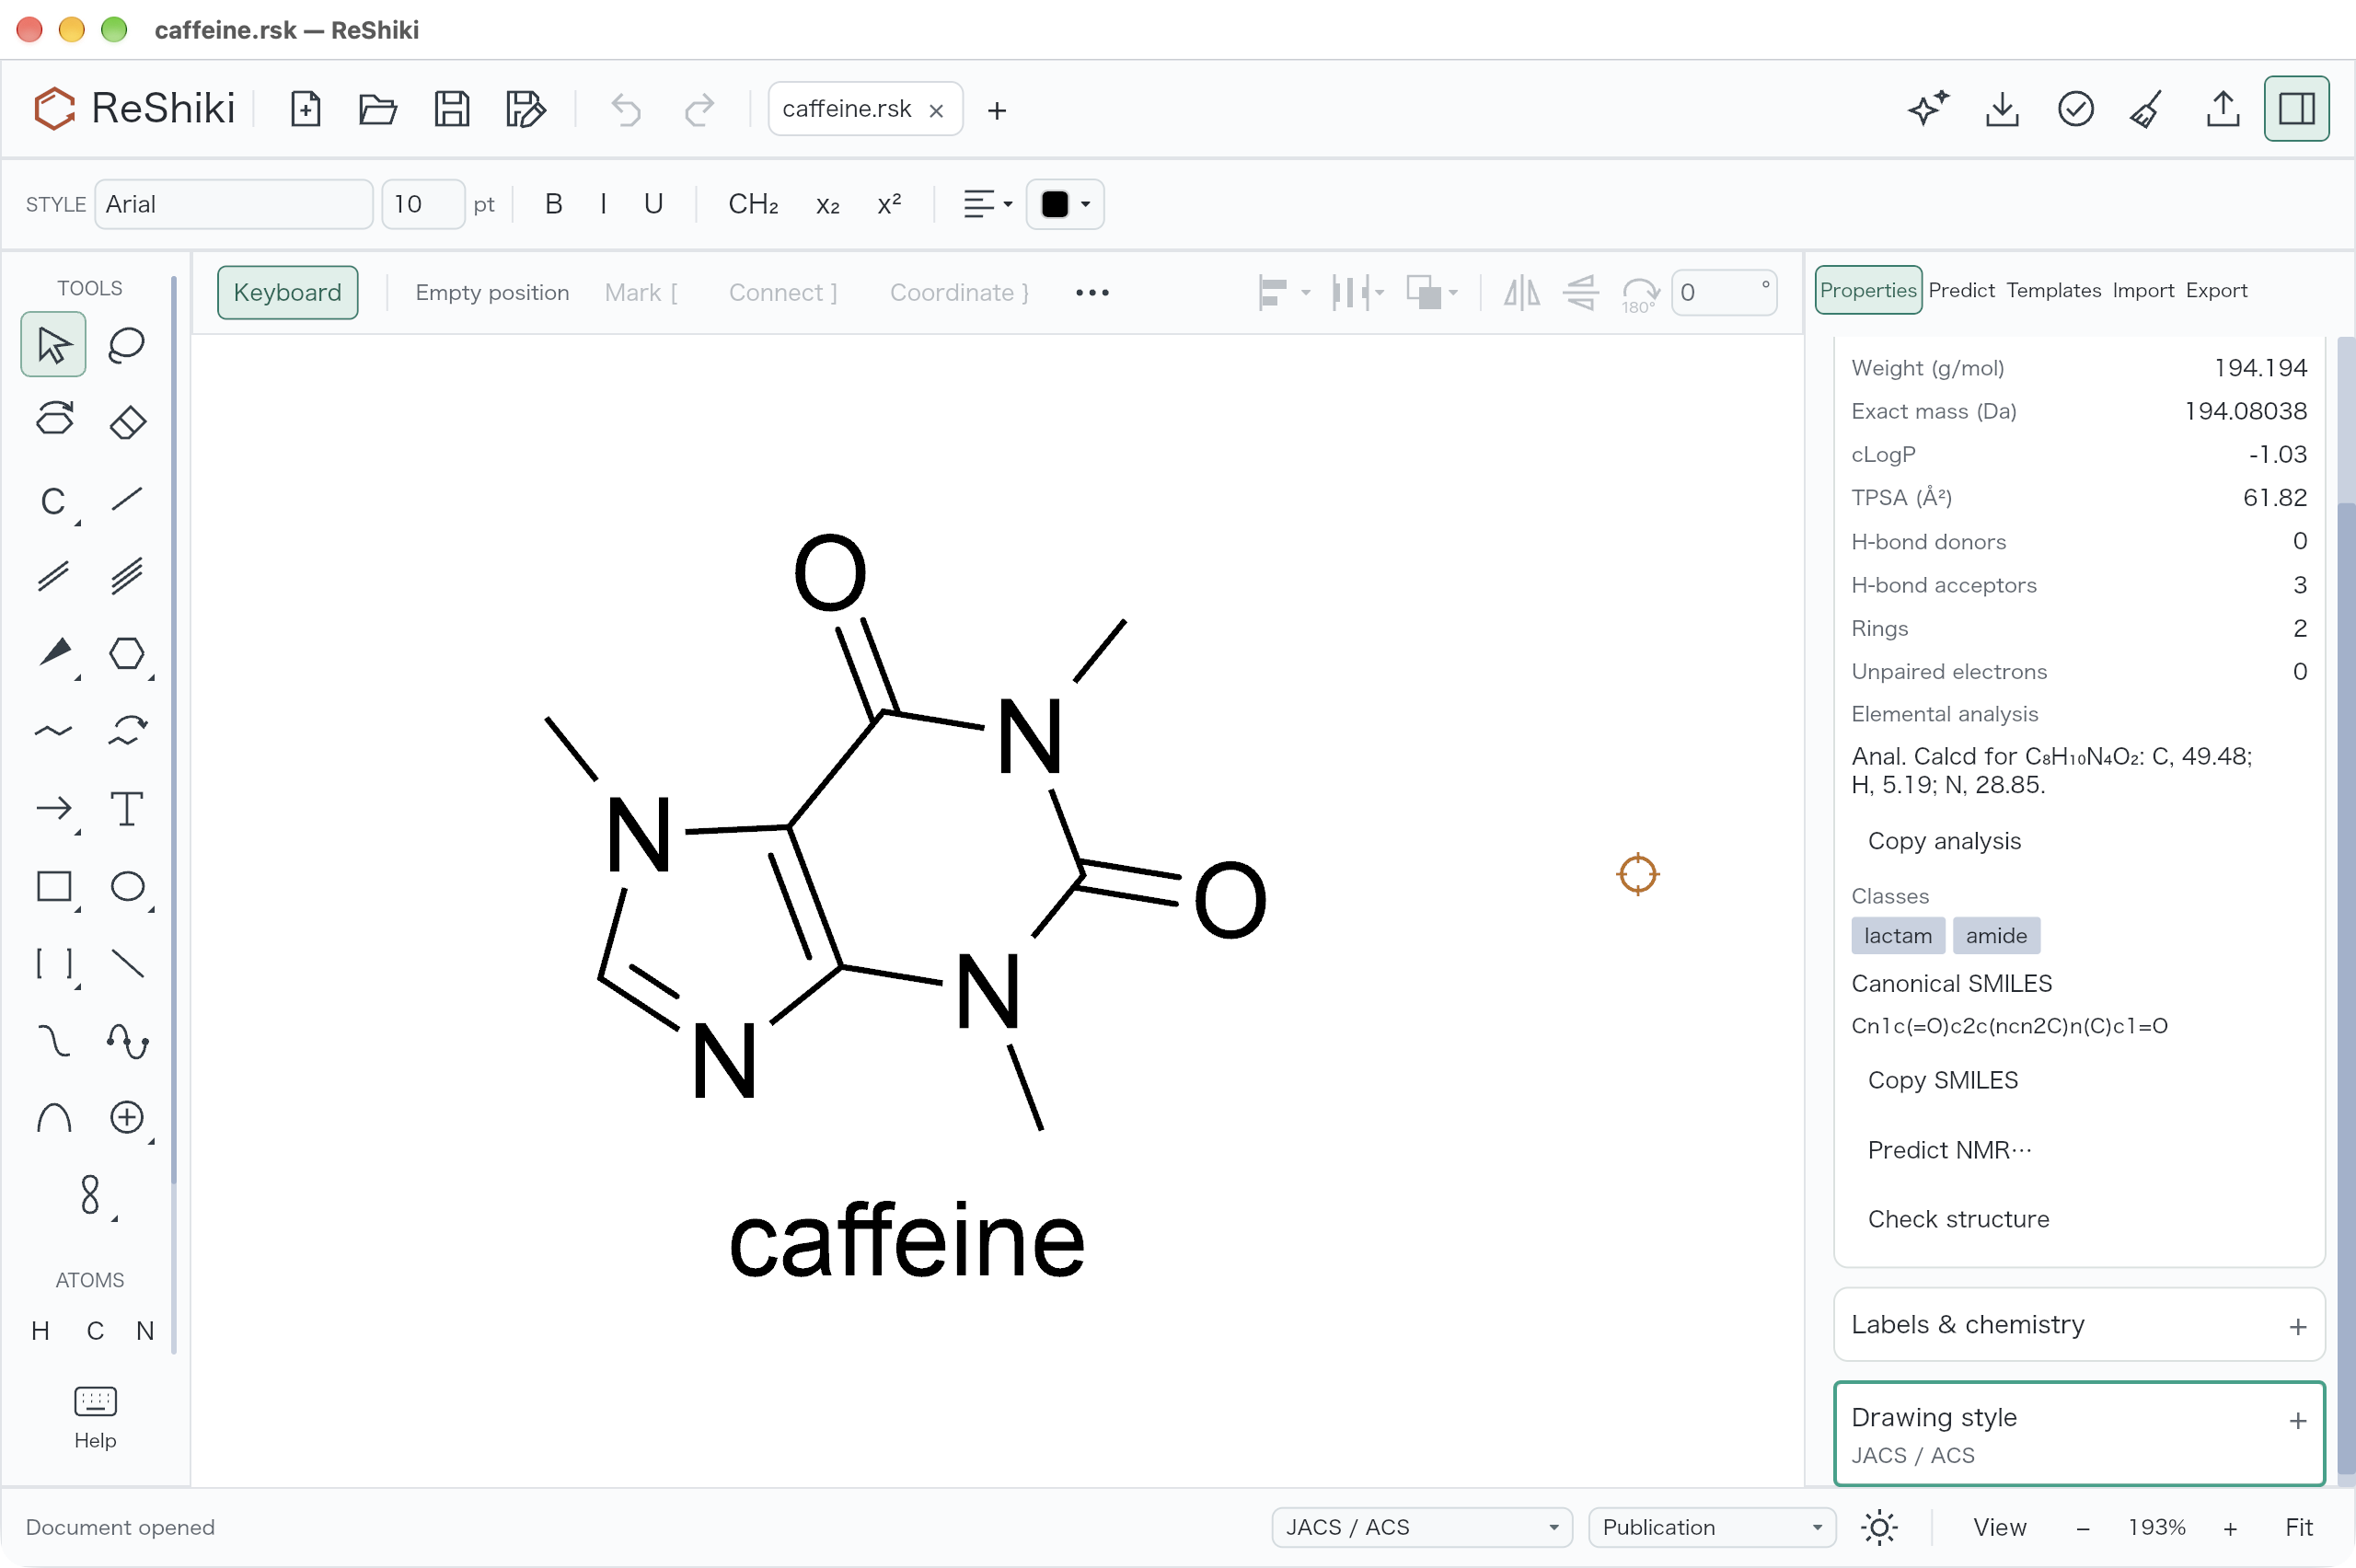 caffeine.rsk — ReShiki
ReShiki
caffeine.rsk × +
STYLE Arial 10 pt B I U CH₂ x₂ x²
TOOLS
Keyboard Empty position Mark [ Connect ] Coordinate } ••• 180° 0 °
Properties Predict Templates Import Export
C
T
[ ]
ATOMS
H C N
Help
O
N
N
O
N
N
caffeine
Weight (g/mol) 194.194
Exact mass (Da) 194.08038
cLogP -1.03
TPSA (Å²) 61.82
H-bond donors 0
H-bond acceptors 3
Rings 2
Unpaired electrons 0
Elemental analysis
Anal. Calcd for C₈H₁₀N₄O₂: C, 49.48;
H, 5.19; N, 28.85.
Copy analysis
Classes
lactam amide
Canonical SMILES
Cn1c(=O)c2c(ncn2C)n(C)c1=O
Copy SMILES
Predict NMR…
Check structure
Labels & chemistry +
Drawing style +
JACS / ACS
Document opened JACS / ACS Publication View − 193% + Fit